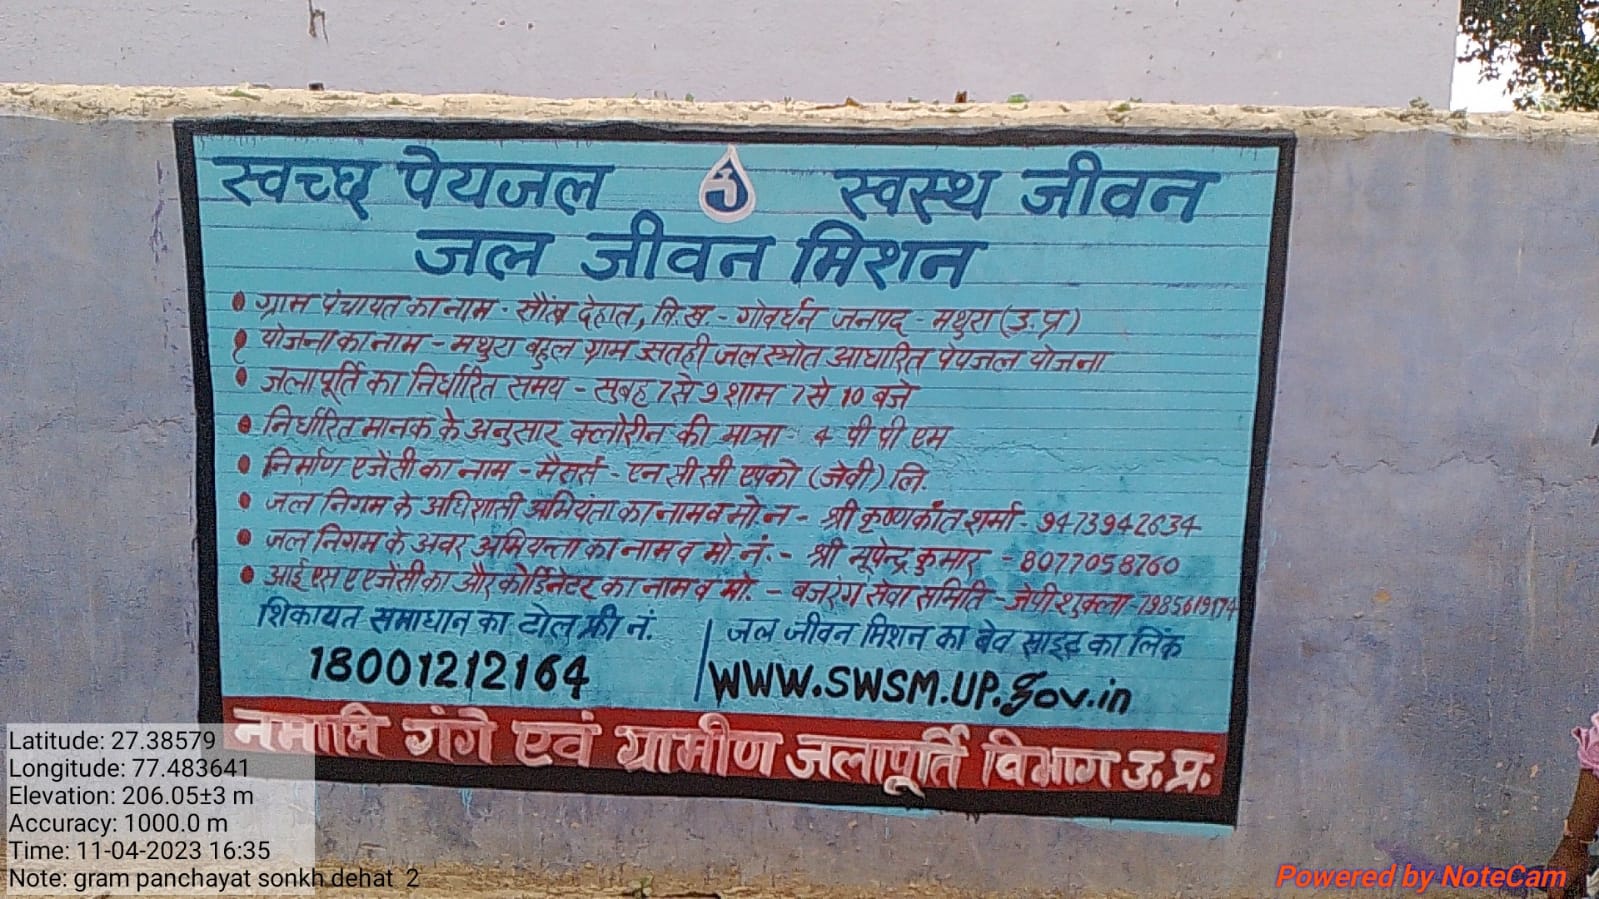 स्वच्छ पेयजल स्वस्थ जीवन
जल जीवन मिशन
ग्राम पंचायत का नाम - सौंख देहात, वि.ख. - गोवर्धन जनपद - मथुरा (उ.प्र)
योजना का नाम - मथुरा बहुल ग्राम सतही जल स्त्रोत आधारित पेयजल योजना
जलापूर्ति का निर्धारित समय - सुबह 7 से 9 शाम 7 से 10 बजे
निर्धारित मानक के अनुसार क्लोरीन की मात्रा - 4 पी पी एम
निर्माण एजेंसी का नाम - मैसर्स - एन सी सी एपको (जेवी) लि.
जल निगम के अधिशासी अभियंता का नाम व मो. न - श्री कृष्णकांत शर्मा - 9473942634
जल निगम के अवर अभियन्ता का नाम व मो नं. - श्री भूपेन्द्र कुमार - 8077058760
आई एस ए एजेंसी का और कोर्डिनेटर का नाम व मो. - बजरंग सेवा समिति - जेपी शुक्ला - 7985619174
शिकायत समाधान का टोल फ्री नं. जल जीवन मिशन का बेव साइट का लिंक
18001212164 WWW.SWSM.UP.gov.in
नमामि गंगे एवं ग्रामीण जलापूर्ति विभाग उ.प्र.
Latitude: 27.38579
Longitude: 77.483641
Elevation: 206.05±3 m
Accuracy: 1000.0 m
Time: 11-04-2023 16:35
Note: gram panchayat sonkh dehat 2
Powered by NoteCam